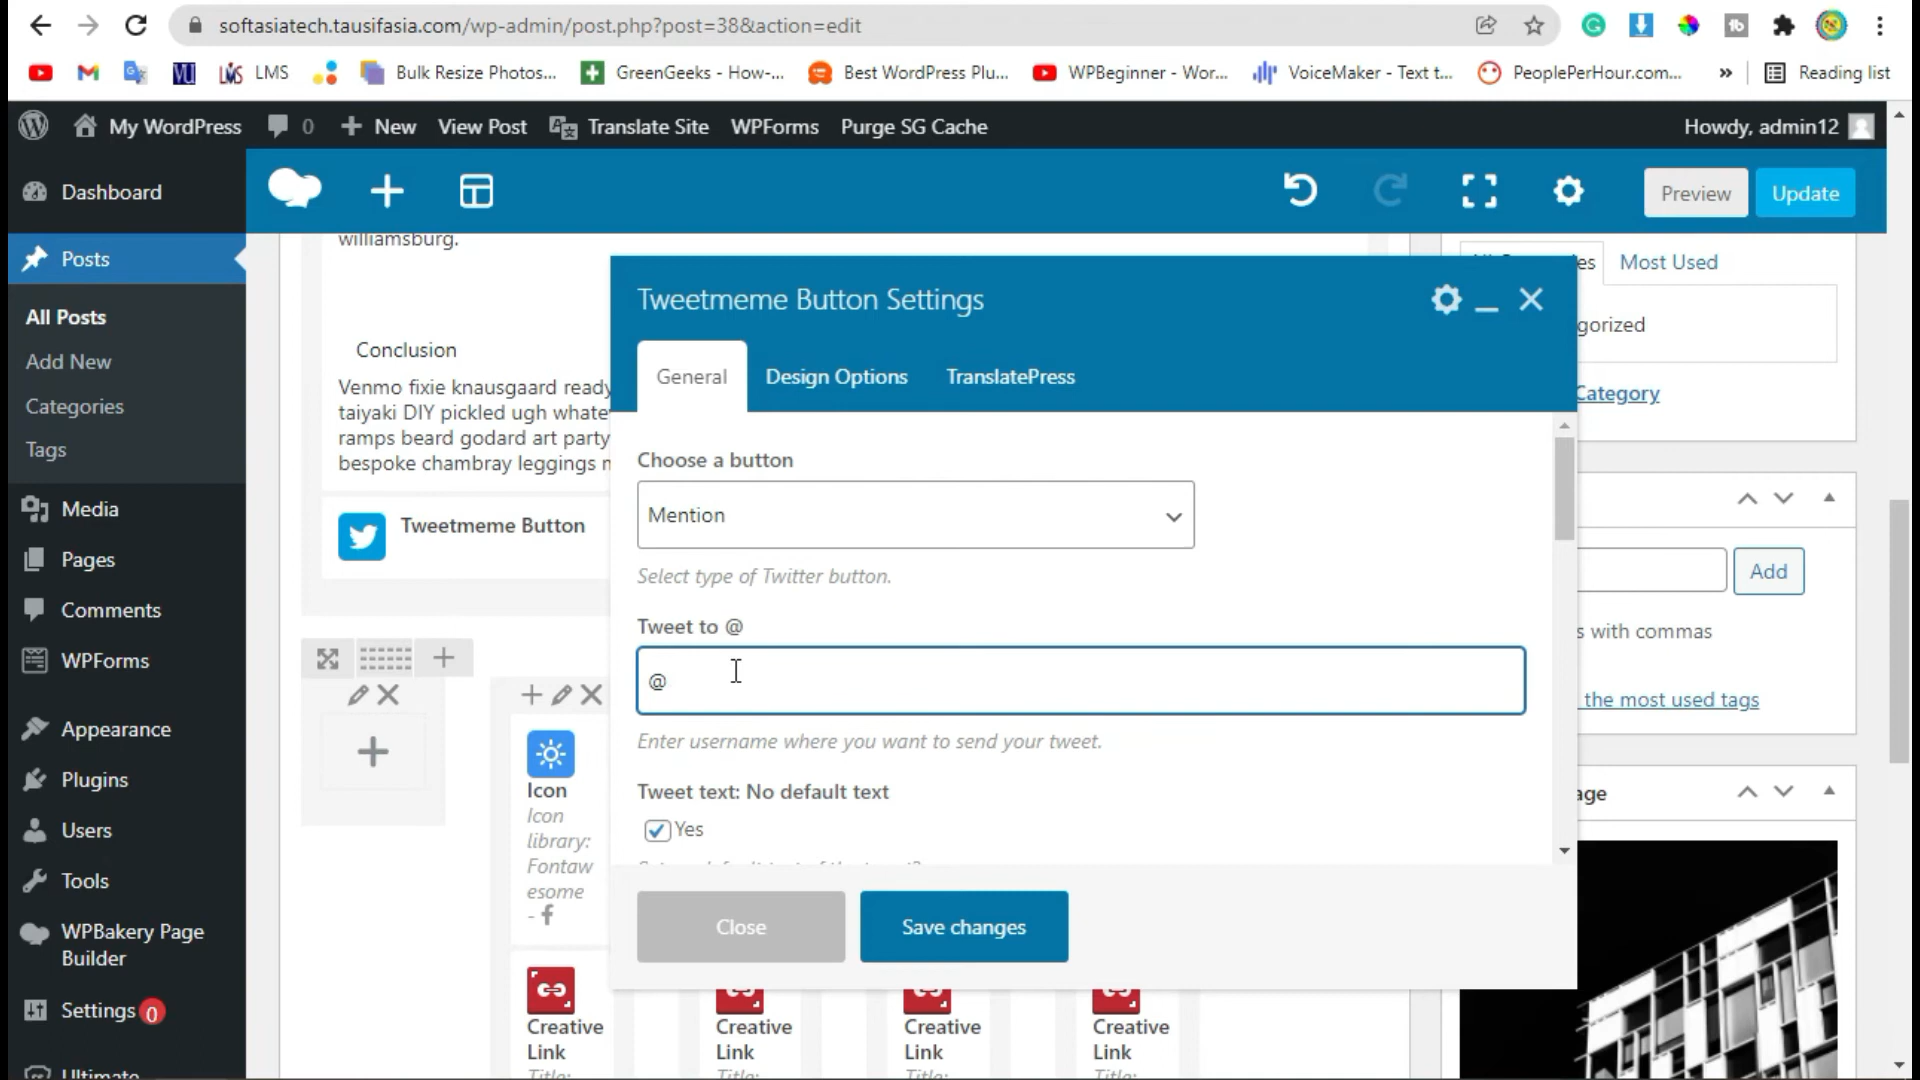 softasiatech.tausifasia.com/wp-admin/post.php?post=38&action=edit
LMS
Bulk Resize Photos...
GreenGeeks - How-...
Best WordPress Plu...
WPBeginner - Wor...
VoiceMaker - Text t...
PeoplePerHour.com...
»
Reading list
My WordPress
0
New
View Post
Translate Site
WPForms
Purge SG Cache
Howdy, admin12
Dashboard
Posts
All Posts
Add New
Categories
Tags
Media
Pages
Comments
WPForms
Appearance
Plugins
Users
Tools
WPBakery Page
Builder
Settings 0
Ultimate
Preview
Update
williamsburg.
Conclusion
Venmo fixie knausgaard ready
taiyaki DIY pickled ugh whate
ramps beard godard art party
bespoke chambray leggings
Tweetmeme Button
Icon
Icon
library:
Fontaw
esome
-
Creative
Link
Title:
Creative
Link
Title:
Creative
Link
Title:
Creative
Link
Title:
Tweetmeme Button Settings
General
Design Options
TranslatePress
Choose a button
Mention
Select type of Twitter button.
Tweet to @
@
Enter username where you want to send your tweet.
Tweet text: No default text
Yes
Close
Save changes
es
Most Used
gorized
Category
Add
s with commas
the most used tags
age